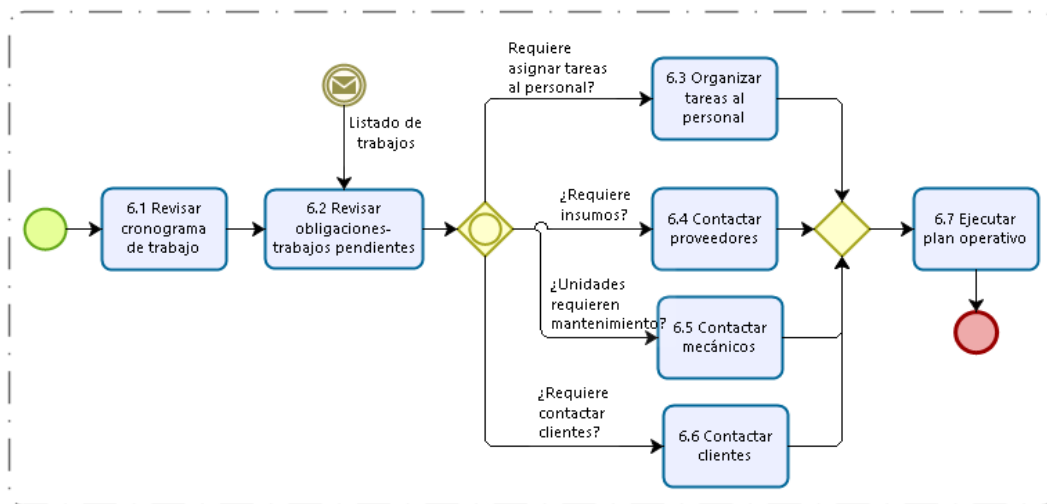 6.1 Revisar
cronograma
de trabajo
Listado de
trabajos
6.2 Revisar
obligaciones-
trabajos pendientes
Requiere
asignar tareas
al personal?
6.3 Organizar
tareas al
personal
¿Requiere
insumos?
6.4 Contactar
proveedores
¿Unidades
requieren
mantenimiento?
6.5 Contactar
mecánicos
¿Requiere
contactar
clientes?
6.6 Contactar
clientes
6.7 Ejecutar
plan operativo